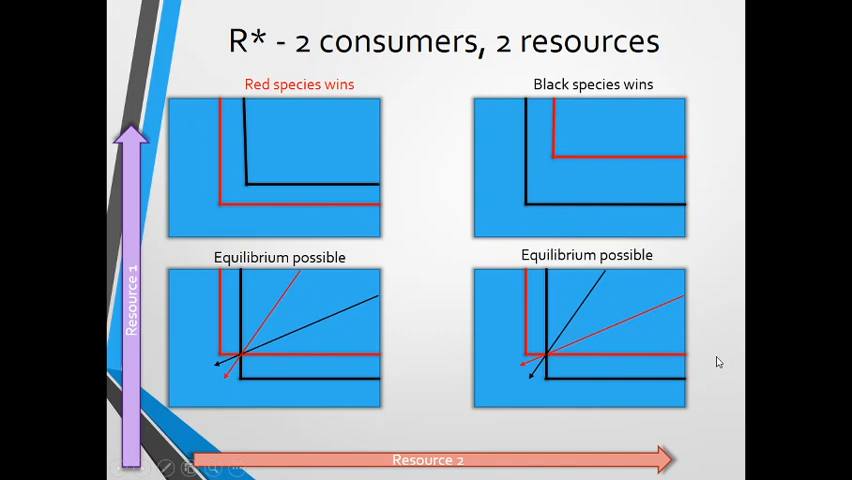 R* - 2 consumers, 2 resources
Red species wins
Black species wins
Equilibrium possible
Equilibrium possible
Resource 1
Resource 2